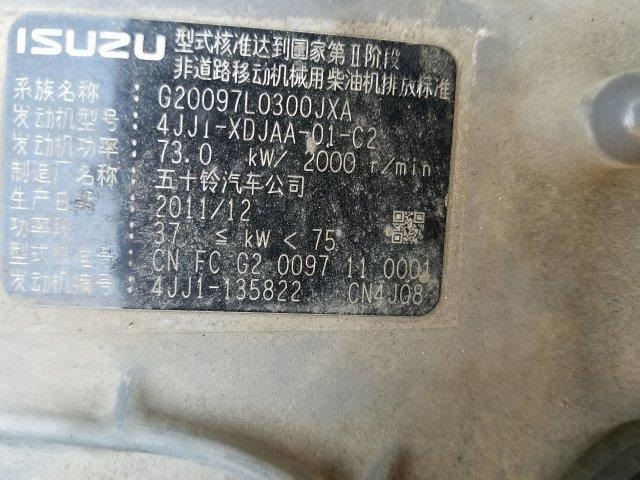 ISUZU 型式核准达到国家第Ⅱ阶段
非道路移动机械用柴油机排放标准
系族名称: G20097L0300JXA
发动机型号: 4JJ1-XDJAA-01-C2
发动机功率: 73.0 kW/ 2000 r/min
制造厂名称: 五十铃汽车公司
生产日期: 2011/12
功率段: 37 ≤ kW < 75
型式核准号: CN FC G2 0097 11 0001
发动机编号: 4JJ1-135822 CN4JQ8